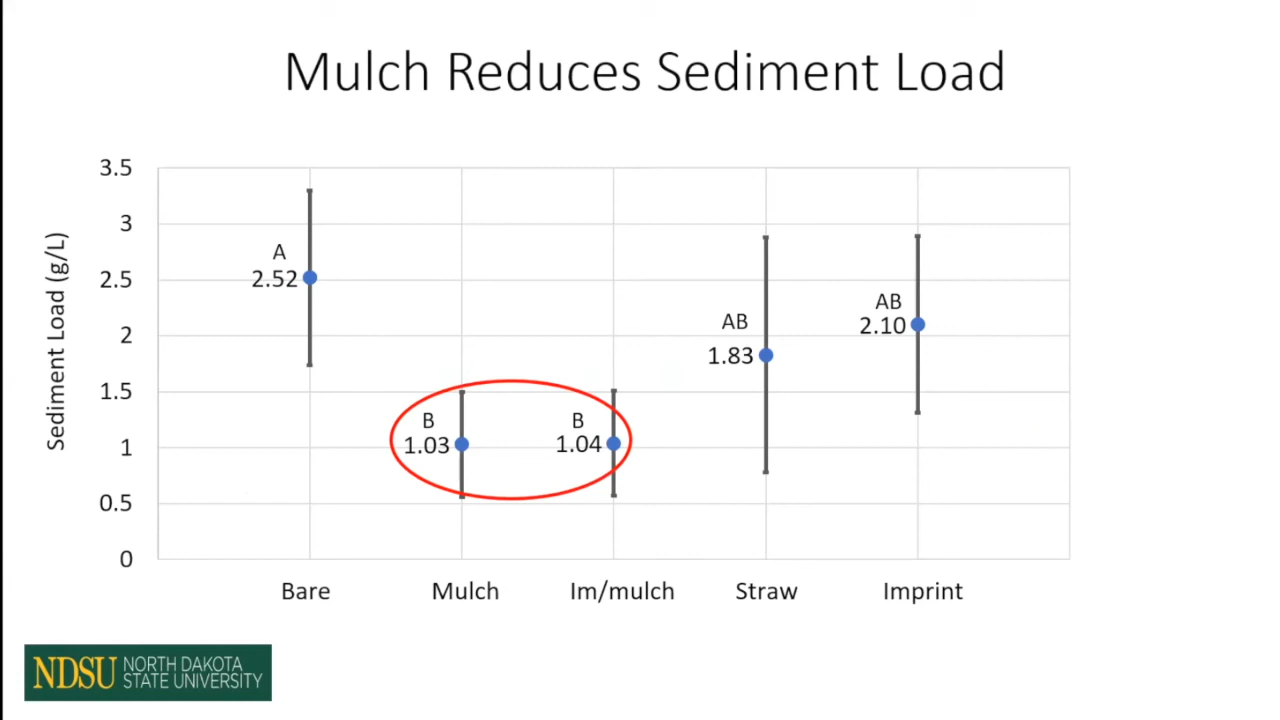 Mulch Reduces Sediment Load
Sediment Load (g/L)
3.5
3
2.5
2
1.5
1
0.5
0
A
2.52
B
1.03
B
1.04
AB
1.83
AB
2.10
Bare Mulch Im/mulch Straw Imprint
NDSU NORTH DAKOTA
STATE UNIVERSITY